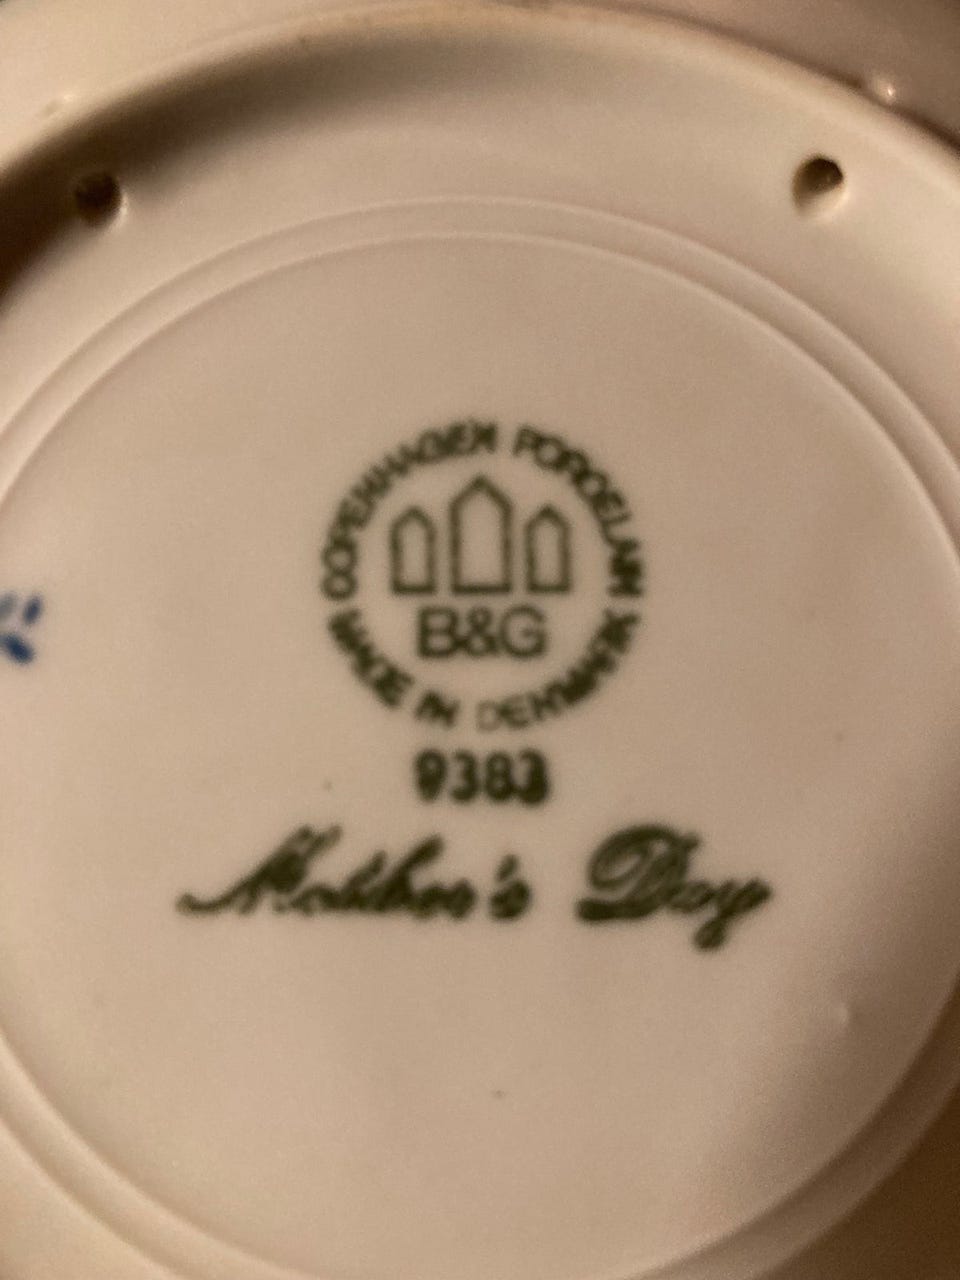 COPENHAGEN PORCELAIN
B&G
MADE IN DENMARK
9383
Mother's Day